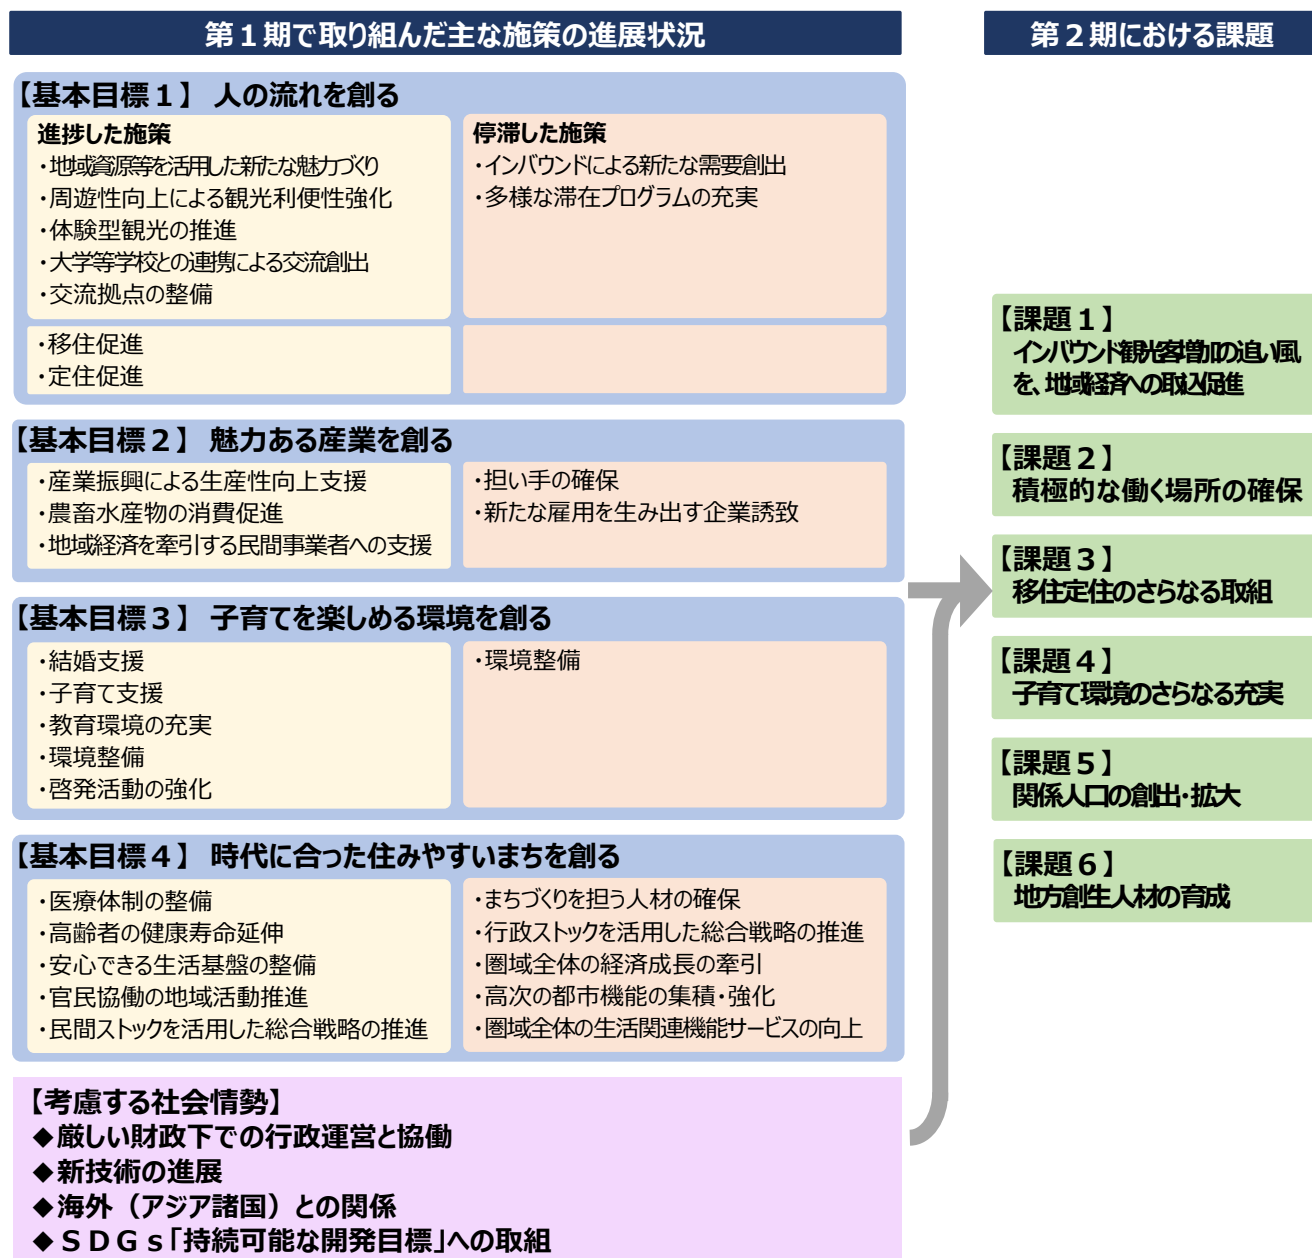 第１期で取り組んだ主な施策の進展状況
【基本目標１】 人の流れを創る
進捗した施策
・地域資源等を活用した新たな魅力づくり
・周遊性向上による観光利便性強化
・体験型観光の推進
・大学等学校との連携による交流創出
・交流拠点の整備
停滞した施策
・インバウンドによる新たな需要創出
・多様な滞在プログラムの充実
・移住促進
・定住促進
【基本目標２】 魅力ある産業を創る
・産業振興による生産性向上支援
・農畜水産物の消費促進
・地域経済を牽引する民間事業者への支援
・担い手の確保
・新たな雇用を生み出す企業誘致
【基本目標３】 子育てを楽しめる環境を創る
・結婚支援
・子育て支援
・教育環境の充実
・環境整備
・啓発活動の強化
・環境整備
【基本目標４】 時代に合った住みやすいまちを創る
・医療体制の整備
・高齢者の健康寿命延伸
・安心できる生活基盤の整備
・官民協働の地域活動推進
・民間ストックを活用した総合戦略の推進
・まちづくりを担う人材の確保
・行政ストックを活用した総合戦略の推進
・圏域全体の経済成長の牽引
・高次の都市機能の集積・強化
・圏域全体の生活関連機能サービスの向上
【考慮する社会情勢】
◆厳しい財政下での行政運営と協働
◆新技術の進展
◆海外（アジア諸国）との関係
◆ＳＤＧｓ「持続可能な開発目標」への取組
第２期における課題
【課題１】
インバウンド観光客増加の追い風
を、地域経済への取込促進
【課題２】
積極的な働く場所の確保
【課題３】
移住定住のさらなる取組
【課題４】
子育て環境のさらなる充実
【課題５】
関係人口の創出・拡大
【課題６】
地方創生人材の育成